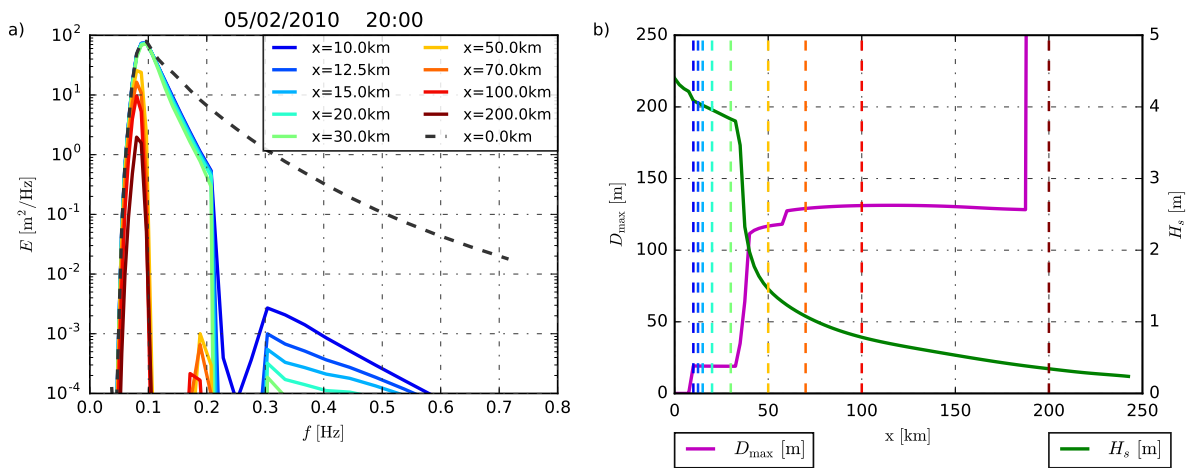 05/02/2010 20:00
a)
E [m²/Hz]
10²
10¹
10⁰
10⁻¹
10⁻²
10⁻³
10⁻⁴
x=10.0km
x=12.5km
x=15.0km
x=20.0km
x=30.0km
x=50.0km
x=70.0km
x=100.0km
x=200.0km
x=0.0km
0.0 0.1 0.2 0.3 0.4 0.5 0.6 0.7 0.8
f [Hz]
b)
D_max [m]
250
200
150
100
50
0
5
4
3
2
1
0
H_s [m]
0 50 100 150 200 250
x [km]
D_max [m]
H_s [m]